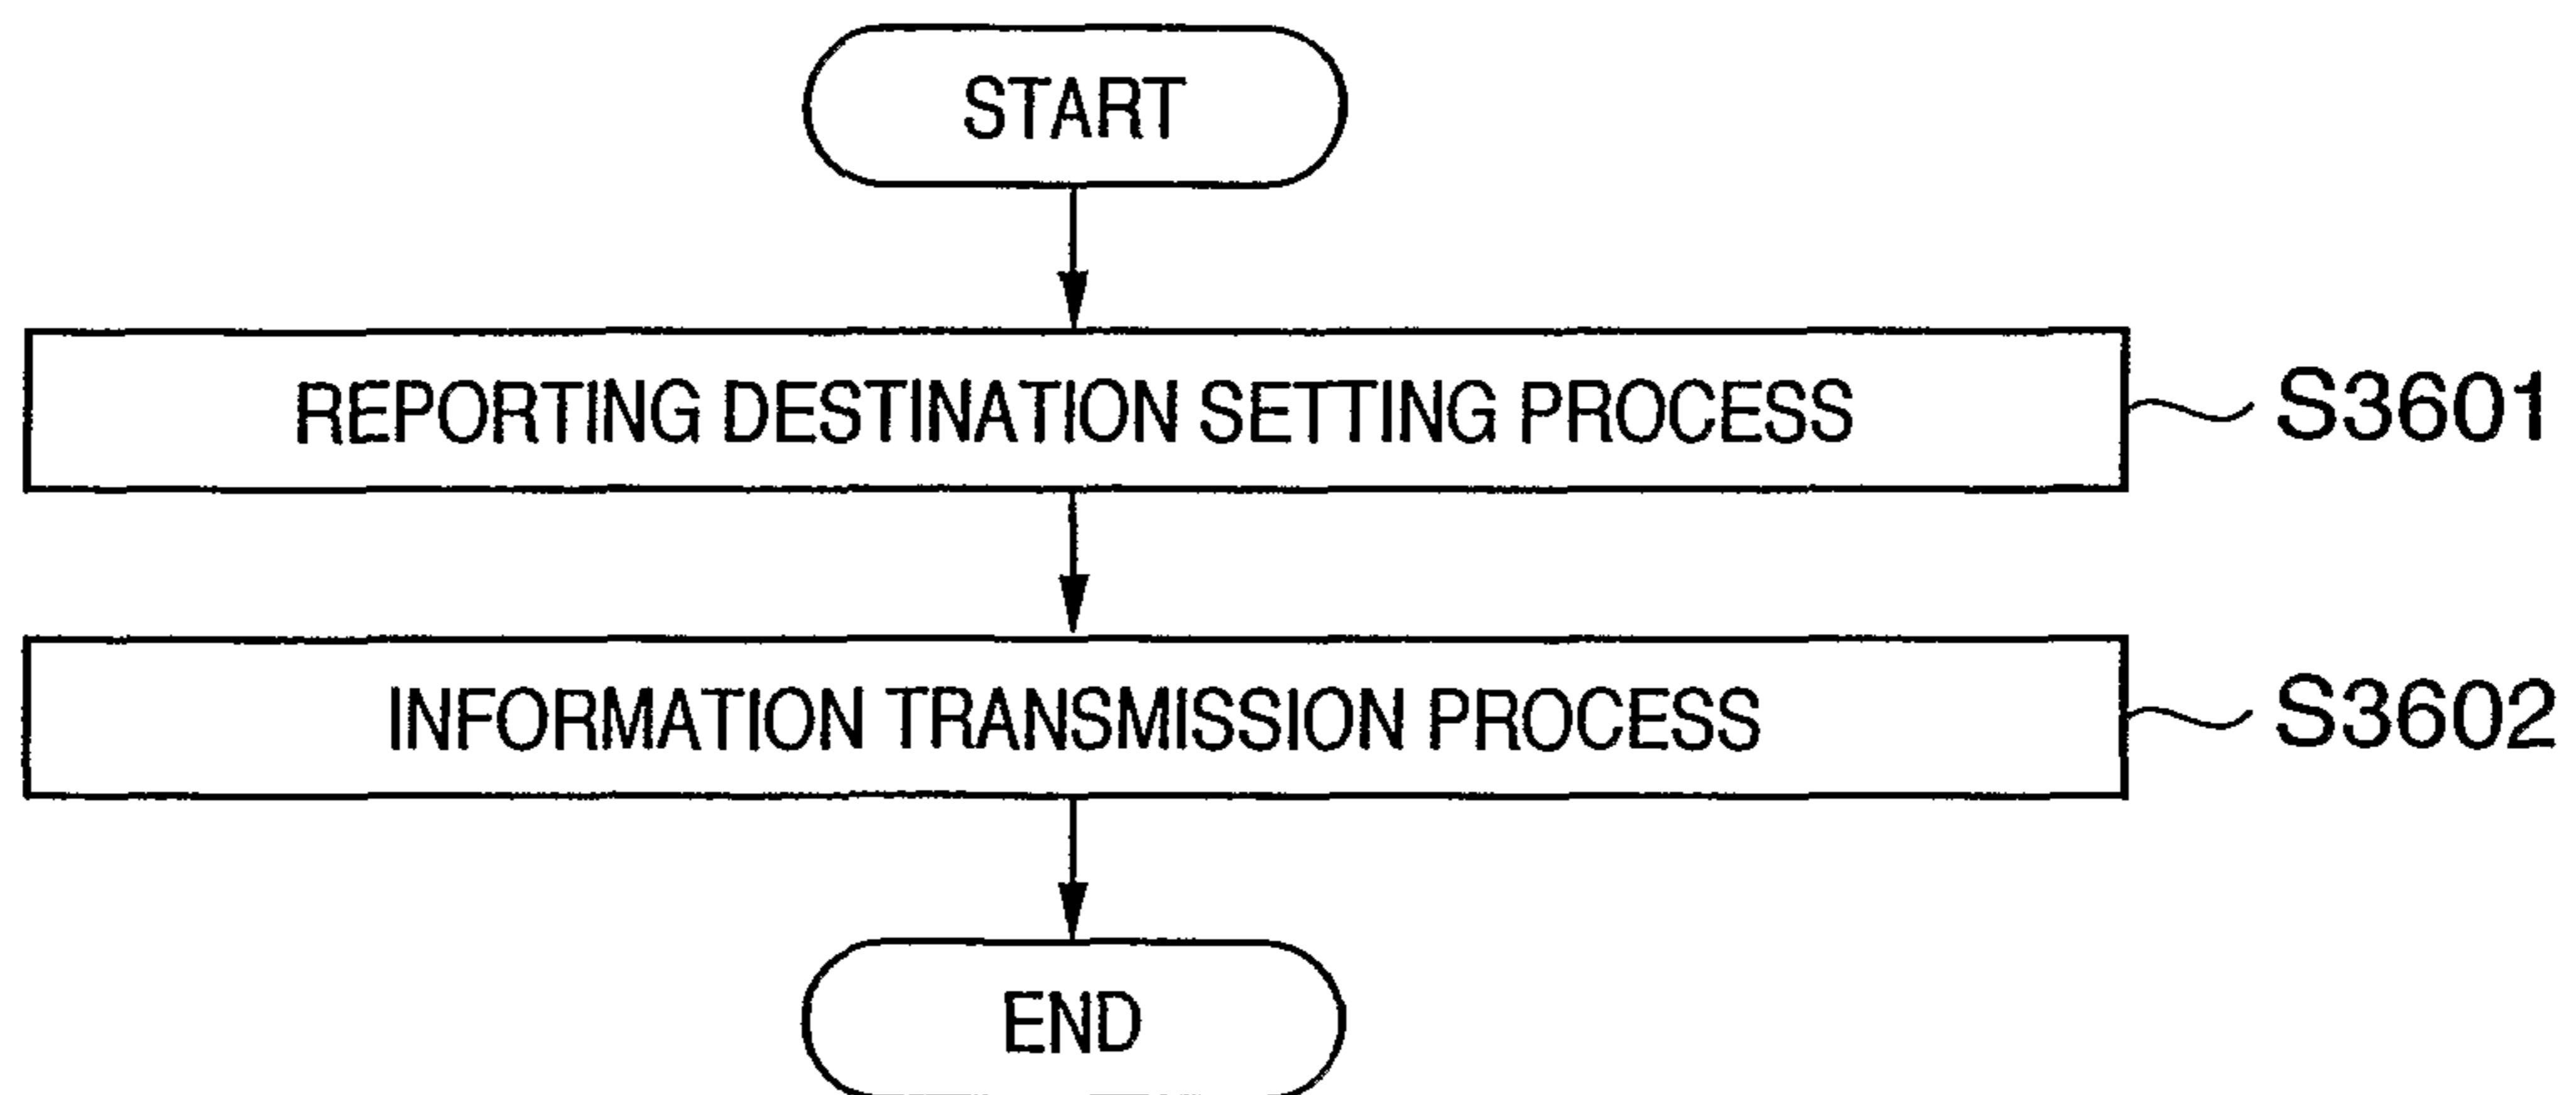 START
REPORTING DESTINATION SETTING PROCESS
S3601
INFORMATION TRANSMISSION PROCESS
S3602
END